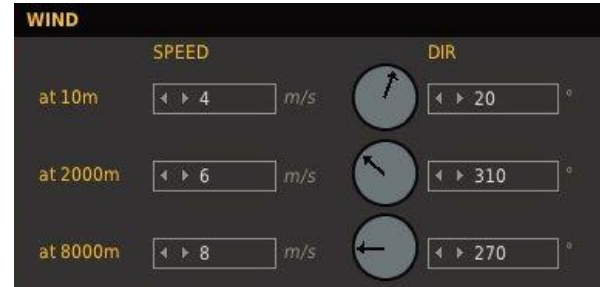 WIND
SPEED DIR
at 10m 4 m/s 20 °
at 2000m 6 m/s 310 °
at 8000m 8 m/s 270 °